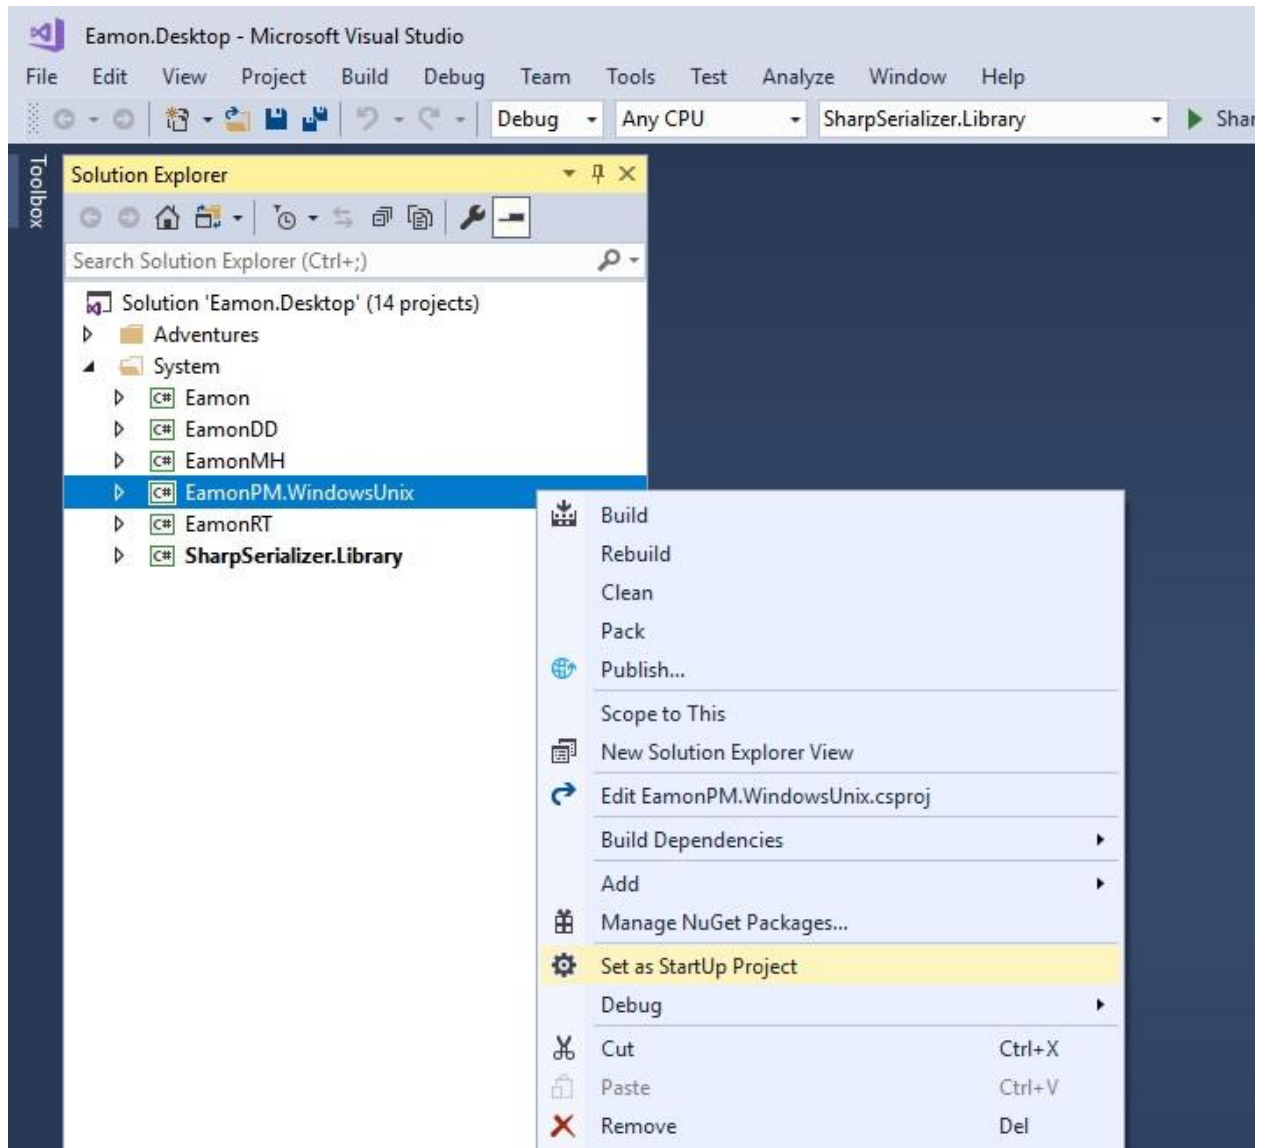 Eamon.Desktop - Microsoft Visual Studio
File Edit View Project Build Debug Team Tools Test Analyze Window Help
Debug Any CPU SharpSerializer.Library Shar
Toolbox
Solution Explorer
Search Solution Explorer (Ctrl+;)
Solution 'Eamon.Desktop' (14 projects)
Adventures
System
C# Eamon
C# EamonDD
C# EamonMH
C# EamonPM.WindowsUnix
C# EamonRT
C# SharpSerializer.Library
Build
Rebuild
Clean
Pack
Publish...
Scope to This
New Solution Explorer View
Edit EamonPM.WindowsUnix.csproj
Build Dependencies
Add
Manage NuGet Packages...
Set as StartUp Project
Debug
Cut Ctrl+X
Paste Ctrl+V
Remove Del